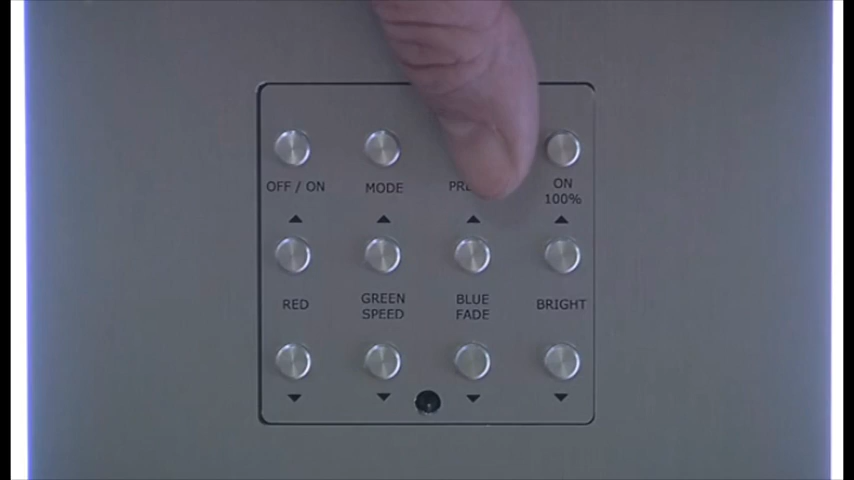 OFF / ON
MODE
ON
100%
RED
GREEN
SPEED
BLUE
FADE
BRIGHT